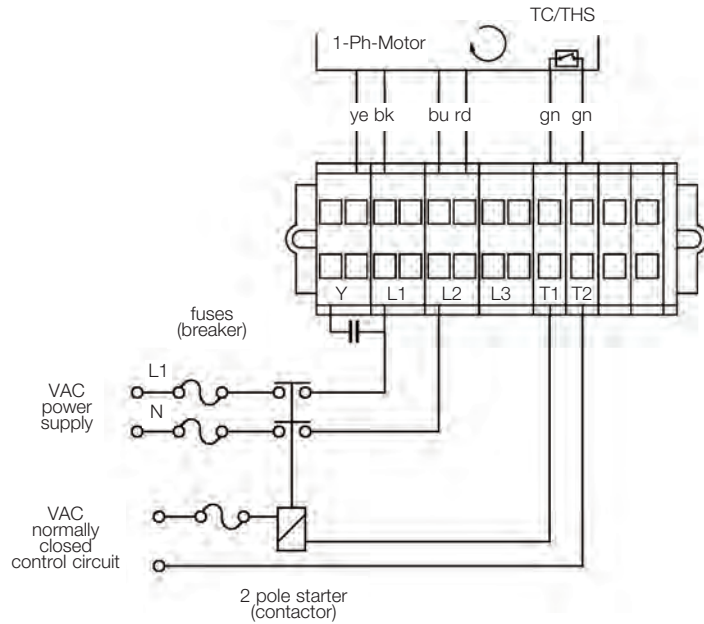 TC/THS
1-Ph-Motor
ye bk
bu rd
gn gn
Y
L1
L2
L3
T1
T2
fuses
(breaker)
L1
VAC
power
supply
N
VAC
normally
closed
control circuit
2 pole starter
(contactor)